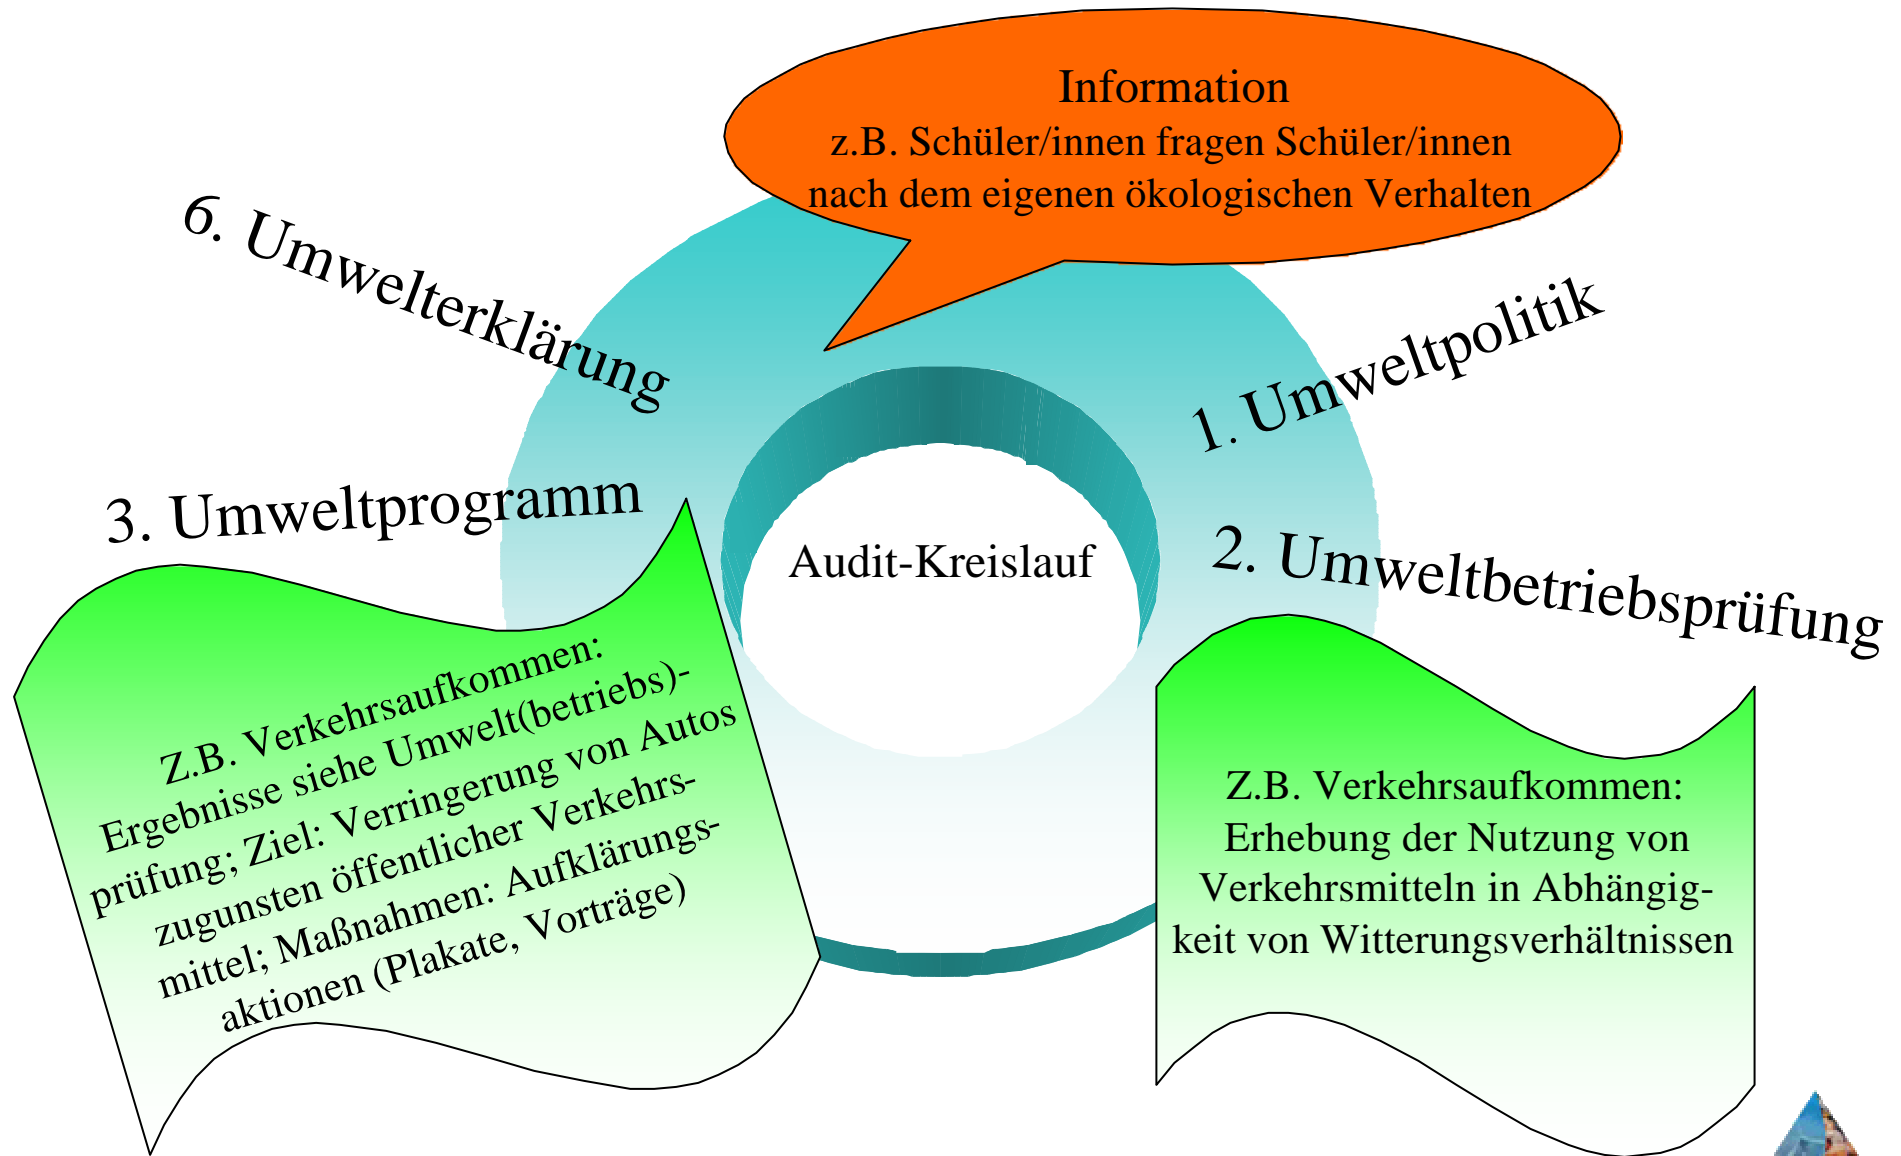 Information
z.B. Schüler/innen fragen Schüler/innen
nach dem eigenen ökologischen Verhalten
6. Umwelterklärung
1. Umweltpolitik
3. Umweltprogramm
Audit-Kreislauf
2. Umweltbetriebsprüfung
Z.B. Verkehrsaufkommen:
Ergebnisse siehe Umwelt(betriebs)-
prüfung; Ziel: Verringerung von Autos
zugunsten öffentlicher Verkehrs-
mittel; Maßnahmen: Aufklärungs-
aktionen (Plakate, Vorträge)
Z.B. Verkehrsaufkommen:
Erhebung der Nutzung von
Verkehrsmitteln in Abhängig-
keit von Witterungsverhältnissen